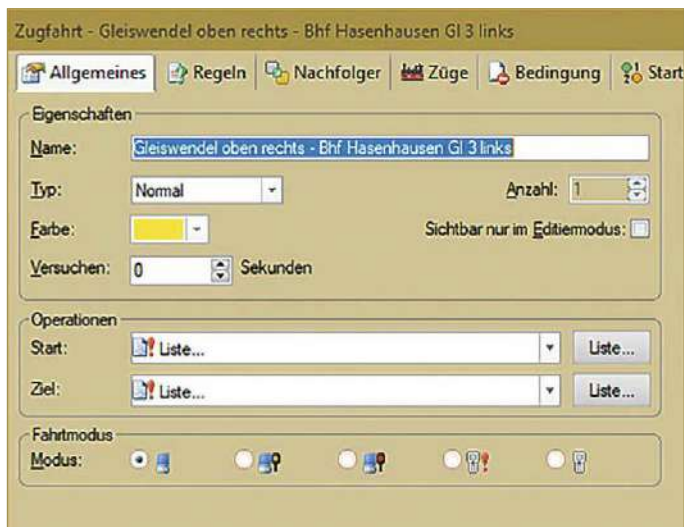 Zugfahrt - Gleiswendel oben rechts - Bhf Hasenhausen Gl 3 links
Allgemeines Regeln Nachfolger Züge Bedingung Start
Eigenschaften
Name: Gleiswendel oben rechts - Bhf Hasenhausen Gl 3 links
Typ: Normal Anzahl: 1
Farbe: Sichtbar nur im Editiermodus:
Versuchen: 0 Sekunden
Operationen
Start: Liste... Liste...
Ziel: Liste... Liste...
Fahrtmodus
Modus: